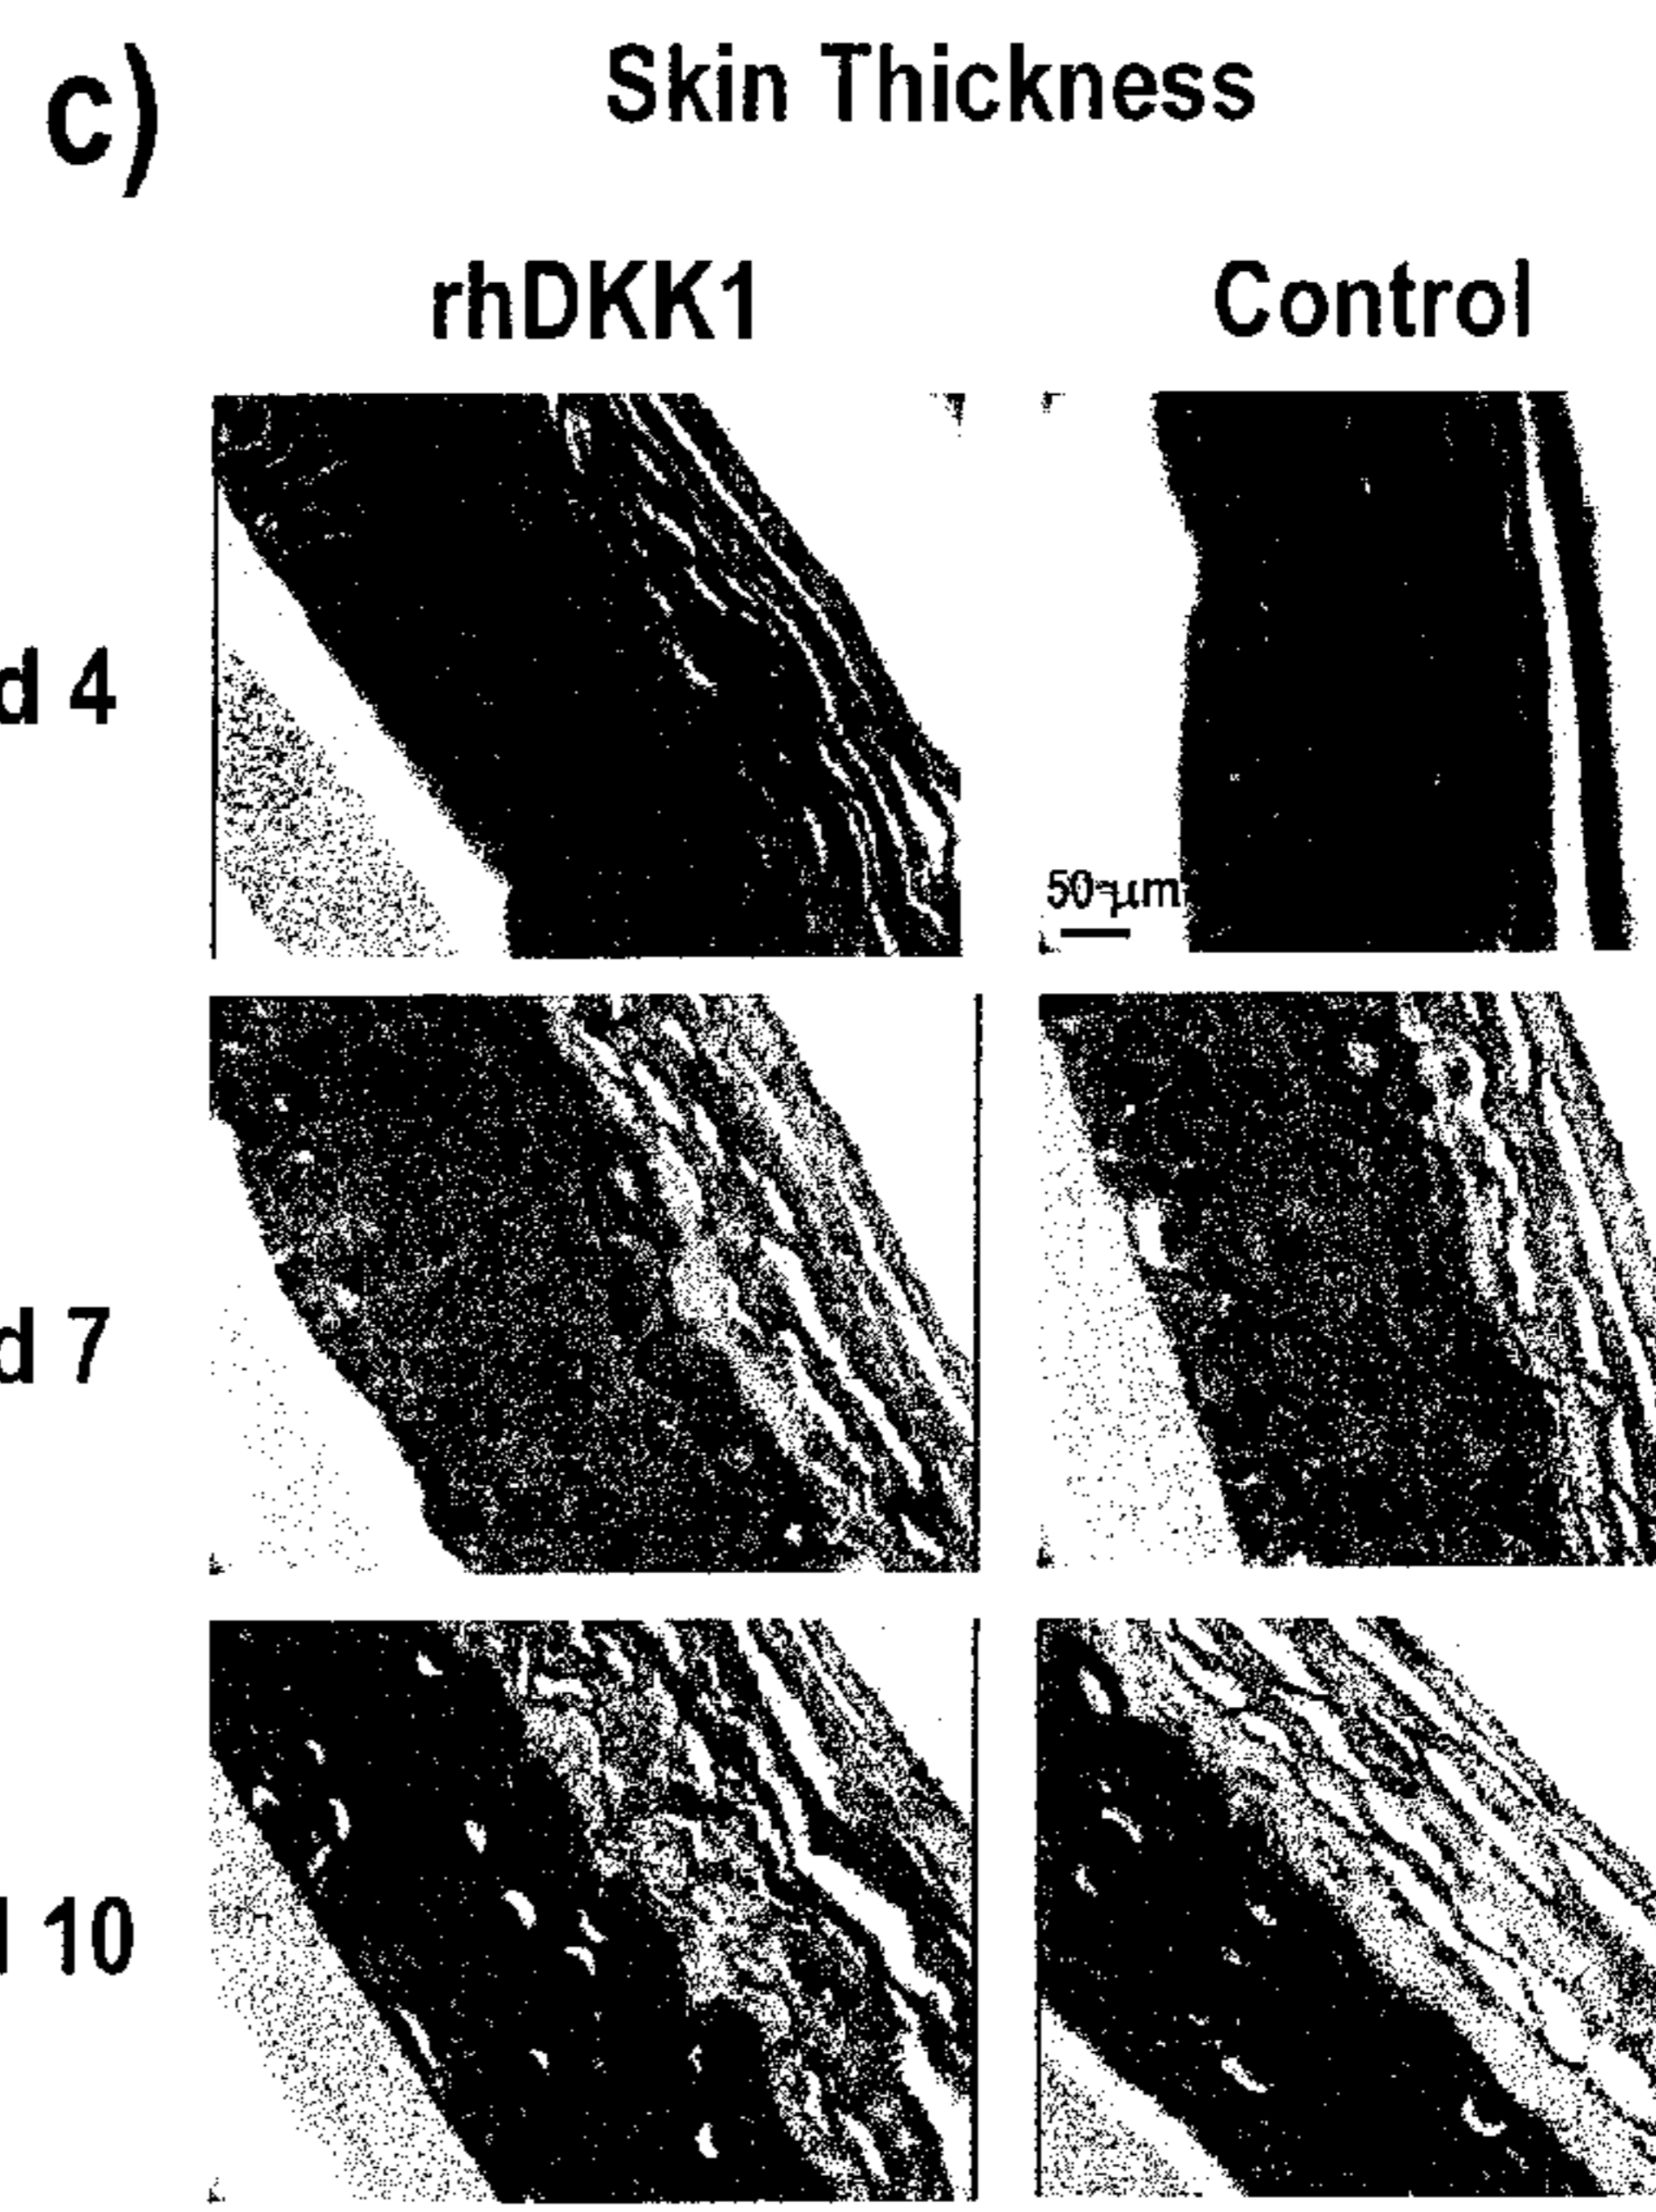 c)
Skin Thickness
rhDKK1 Control
d 4
50 μm
d 7
d 10